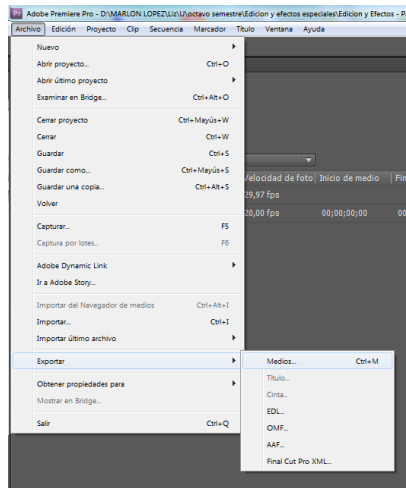 Pr Adobe Premiere Pro - D:\MARLON LOPEZ\Liz\U\octavo semestre\Edicion y efectos especiales\Edicion y Efectos - P
Archivo Edición Proyecto Clip Secuencia Marcador Título Ventana Ayuda
Nuevo
Abrir proyecto... Ctrl+O
Abrir último proyecto
Examinar en Bridge... Ctrl+Alt+O
Cerrar proyecto Ctrl+Mayús+W
Cerrar Ctrl+W
Guardar Ctrl+S
Guardar como... Ctrl+Mayús+S
Velocidad de foto Inicio de medio Fin
Guardar una copia... Ctrl+Alt+S
29,97 fps
Volver
20,00 fps 00;00;00;00 00
Capturar... F5
Captura por lotes... F6
Adobe Dynamic Link
Ir a Adobe Story...
Importar del Navegador de medios Ctrl+Alt+I
Importar... Ctrl+I
Importar último archivo
Exportar Medios... Ctrl+M
Título...
Obtener propiedades para
Cinta...
Mostrar en Bridge...
EDL...
Salir Ctrl+Q
OMF...
AAF...
Final Cut Pro XML...